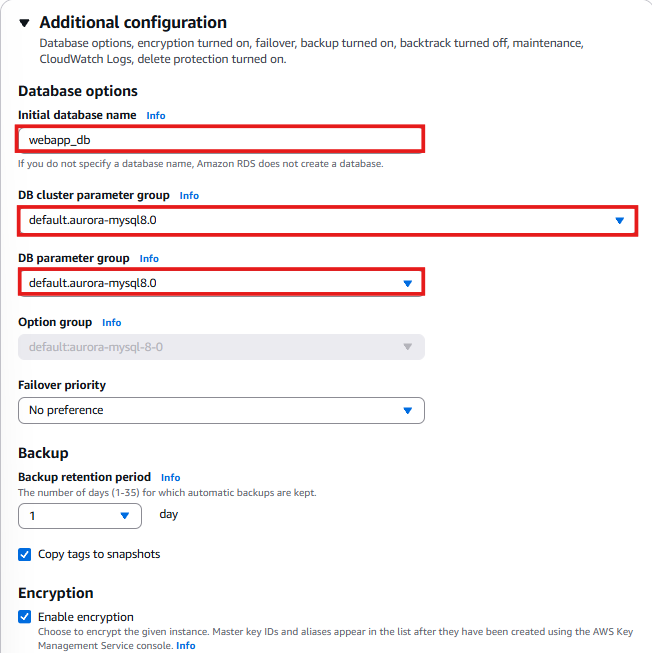 Additional configuration
Database options, encryption turned on, failover, backup turned on, backtrack turned off, maintenance,
CloudWatch Logs, delete protection turned on.
Database options
Initial database name Info
webapp_db
If you do not specify a database name, Amazon RDS does not create a database.
DB cluster parameter group Info
default.aurora-mysql8.0
DB parameter group Info
default.aurora-mysql8.0
Option group Info
default:aurora-mysql-8-0
Failover priority
No preference
Backup
Backup retention period Info
The number of days (1-35) for which automatic backups are kept.
1 day
Copy tags to snapshots
Encryption
Enable encryption
Choose to encrypt the given instance. Master key IDs and aliases appear in the list after they have been created using the AWS Key
Management Service console. Info